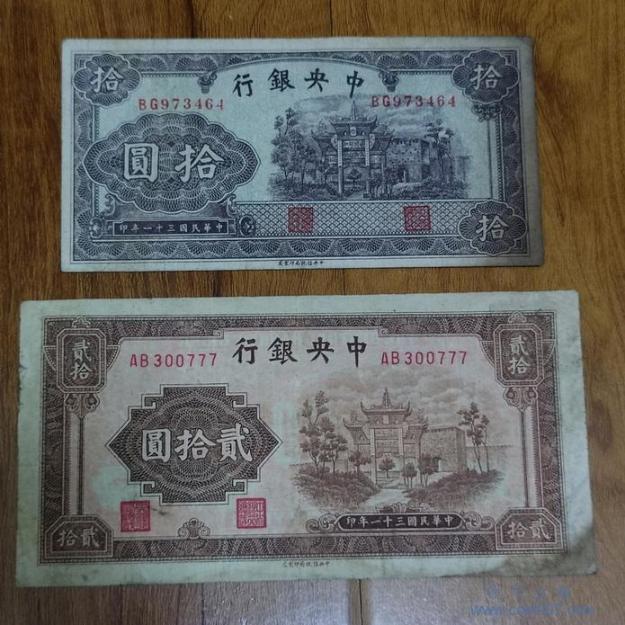 行銀央中
拾 拾
BG973464 BG973464
圓拾
印年一十三國民華中 拾
行銀央中
貳拾 貳拾
AB300777 AB300777
圓拾貳
印年一十三國民華中
拾貳 拾貳